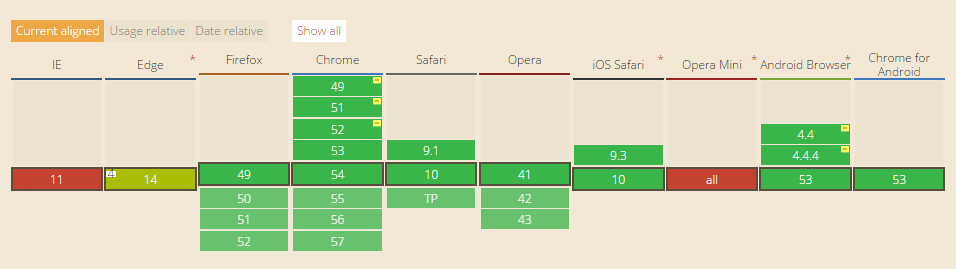 Current aligned Usage relative Date relative Show all
IE Edge * Firefox Chrome Safari Opera iOS Safari * Opera Mini * Android Browser * Chrome for Android
49
51
52 4.4
53 9.1 9.3 4.4.4
11 14 49 54 10 41 10 all 53 53
50 55 TP 42
51 56 43
52 57